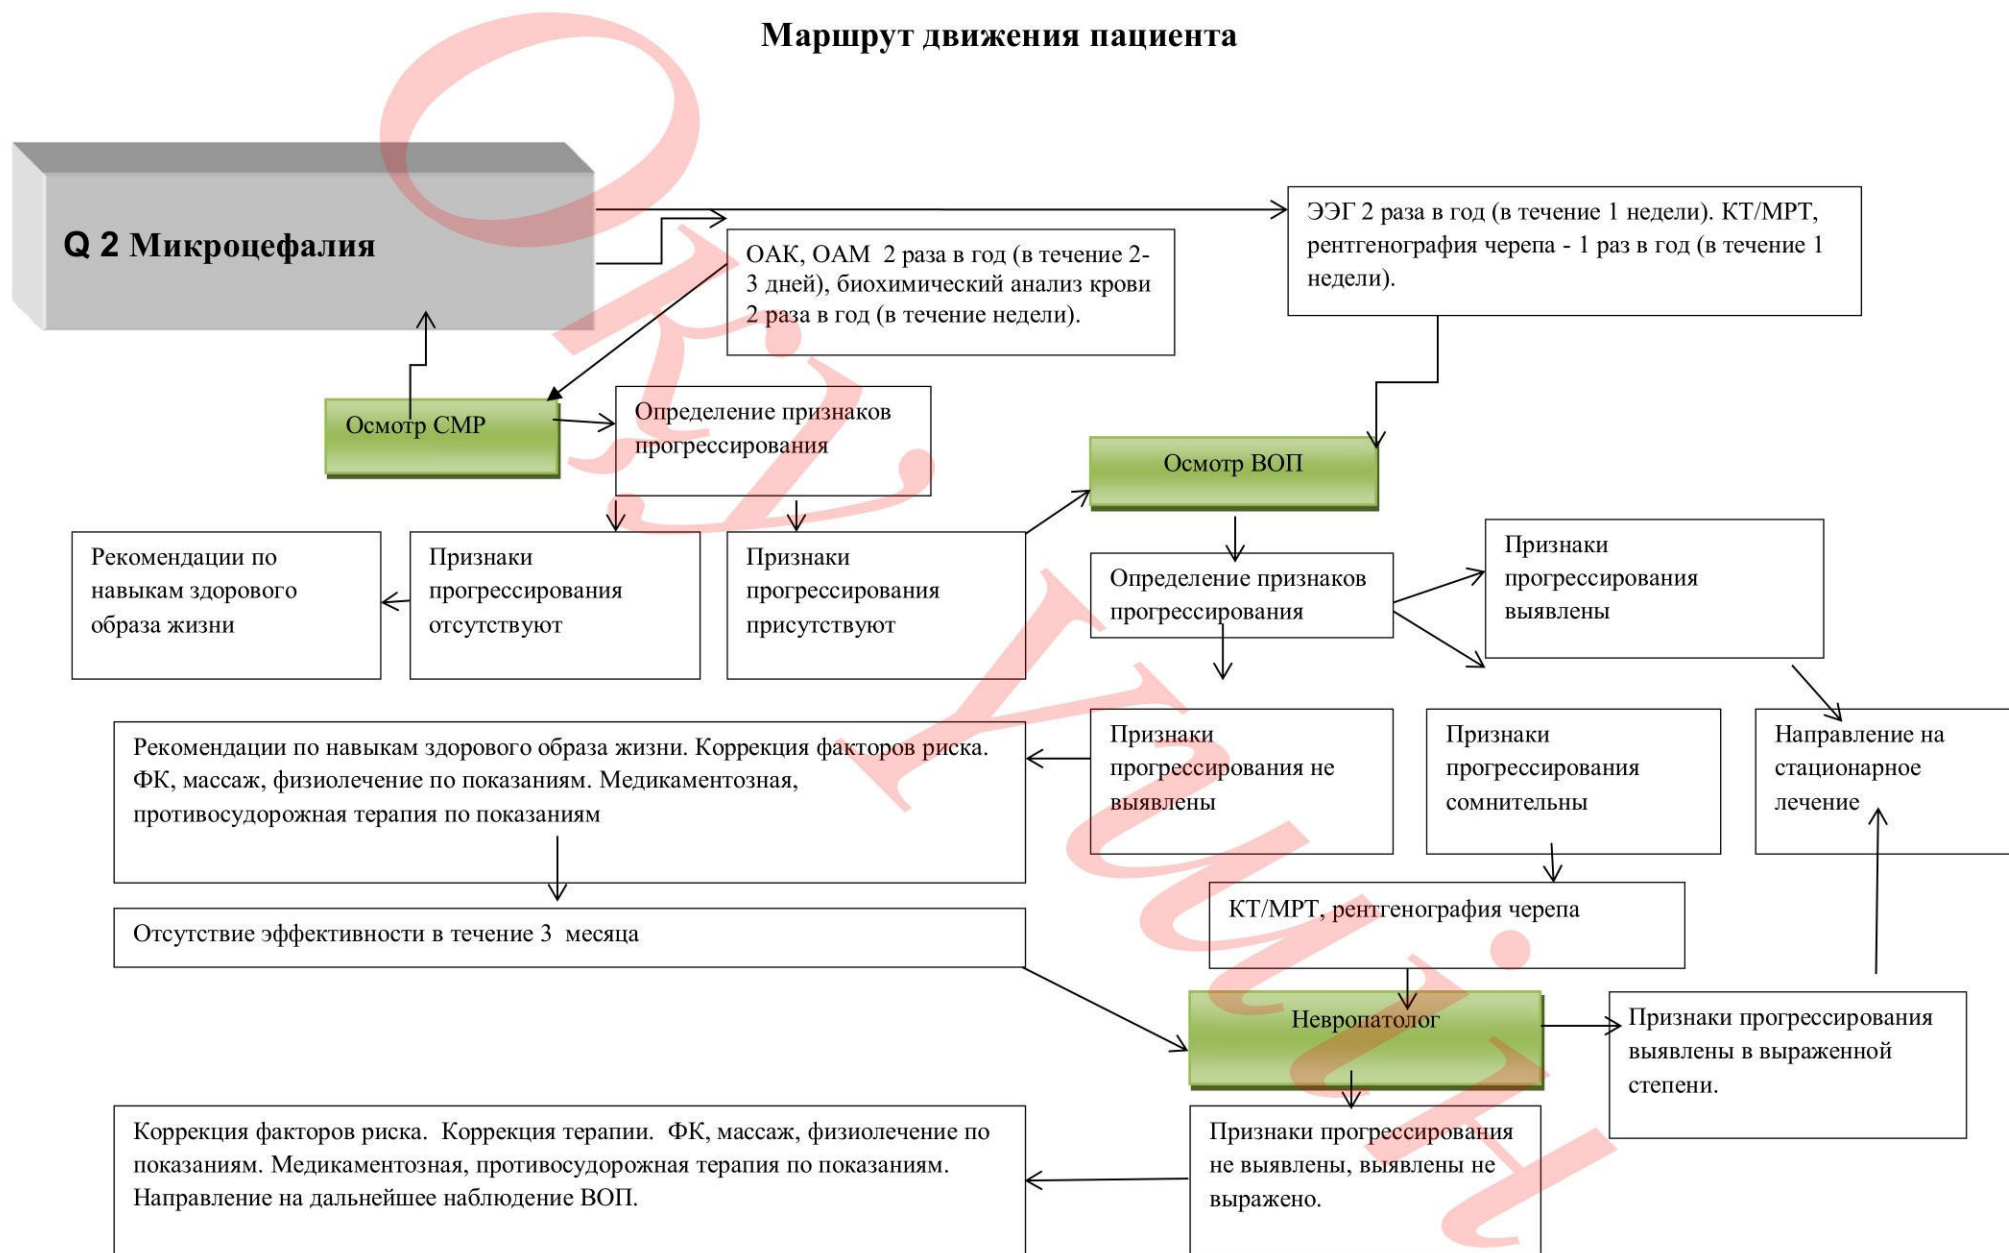 Маршрут движения пациента
Q 2 Микроцефалия
ЭЭГ 2 раза в год (в течение 1 недели). КТ/МРТ,
рентгенография черепа - 1 раз в год (в течение 1
недели).
ОАК, ОАМ 2 раза в год (в течение 2-
3 дней), биохимический анализ крови
2 раза в год (в течение недели).
Осмотр СМР
Определение признаков
прогрессирования
Осмотр ВОП
Рекомендации по
навыкам здорового
образа жизни
Признаки
прогрессирования
отсутствуют
Признаки
прогрессирования
присутствуют
Определение признаков
прогрессирования
Признаки
прогрессирования
выявлены
Рекомендации по навыкам здорового образа жизни. Коррекция факторов риска.
ФК, массаж, физиолечение по показаниям. Медикаментозная,
противосудорожная терапия по показаниям
Признаки
прогрессирования не
выявлены
Признаки
прогрессирования
сомнительны
Направление на
стационарное
лечение
Отсутствие эффективности в течение 3 месяца
КТ/МРТ, рентгенография черепа
Невропатолог
Признаки прогрессирования
выявлены в выраженной
степени.
Коррекция факторов риска. Коррекция терапии. ФК, массаж, физиолечение по
показаниям. Медикаментозная, противосудорожная терапия по показаниям.
Направление на дальнейшее наблюдение ВОП.
Признаки прогрессирования
не выявлены, выявлены не
выражено.